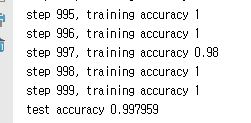 step 995, training accuracy 1
step 996, training accuracy 1
step 997, training accuracy 0.98
step 998, training accuracy 1
step 999, training accuracy 1
test accuracy 0.997959